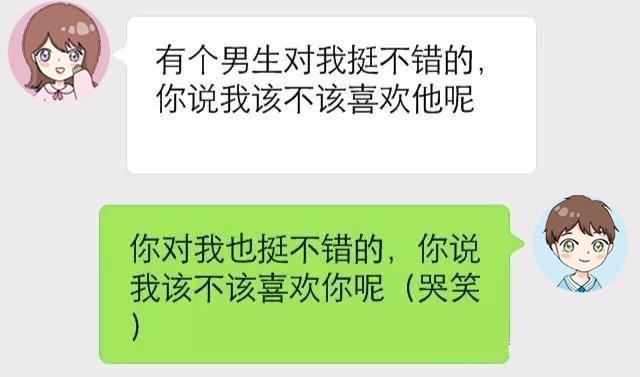 有个男生对我挺不错的，
你说我该不该喜欢他呢
你对我也挺不错的，你说
我该不该喜欢你呢（哭笑
）